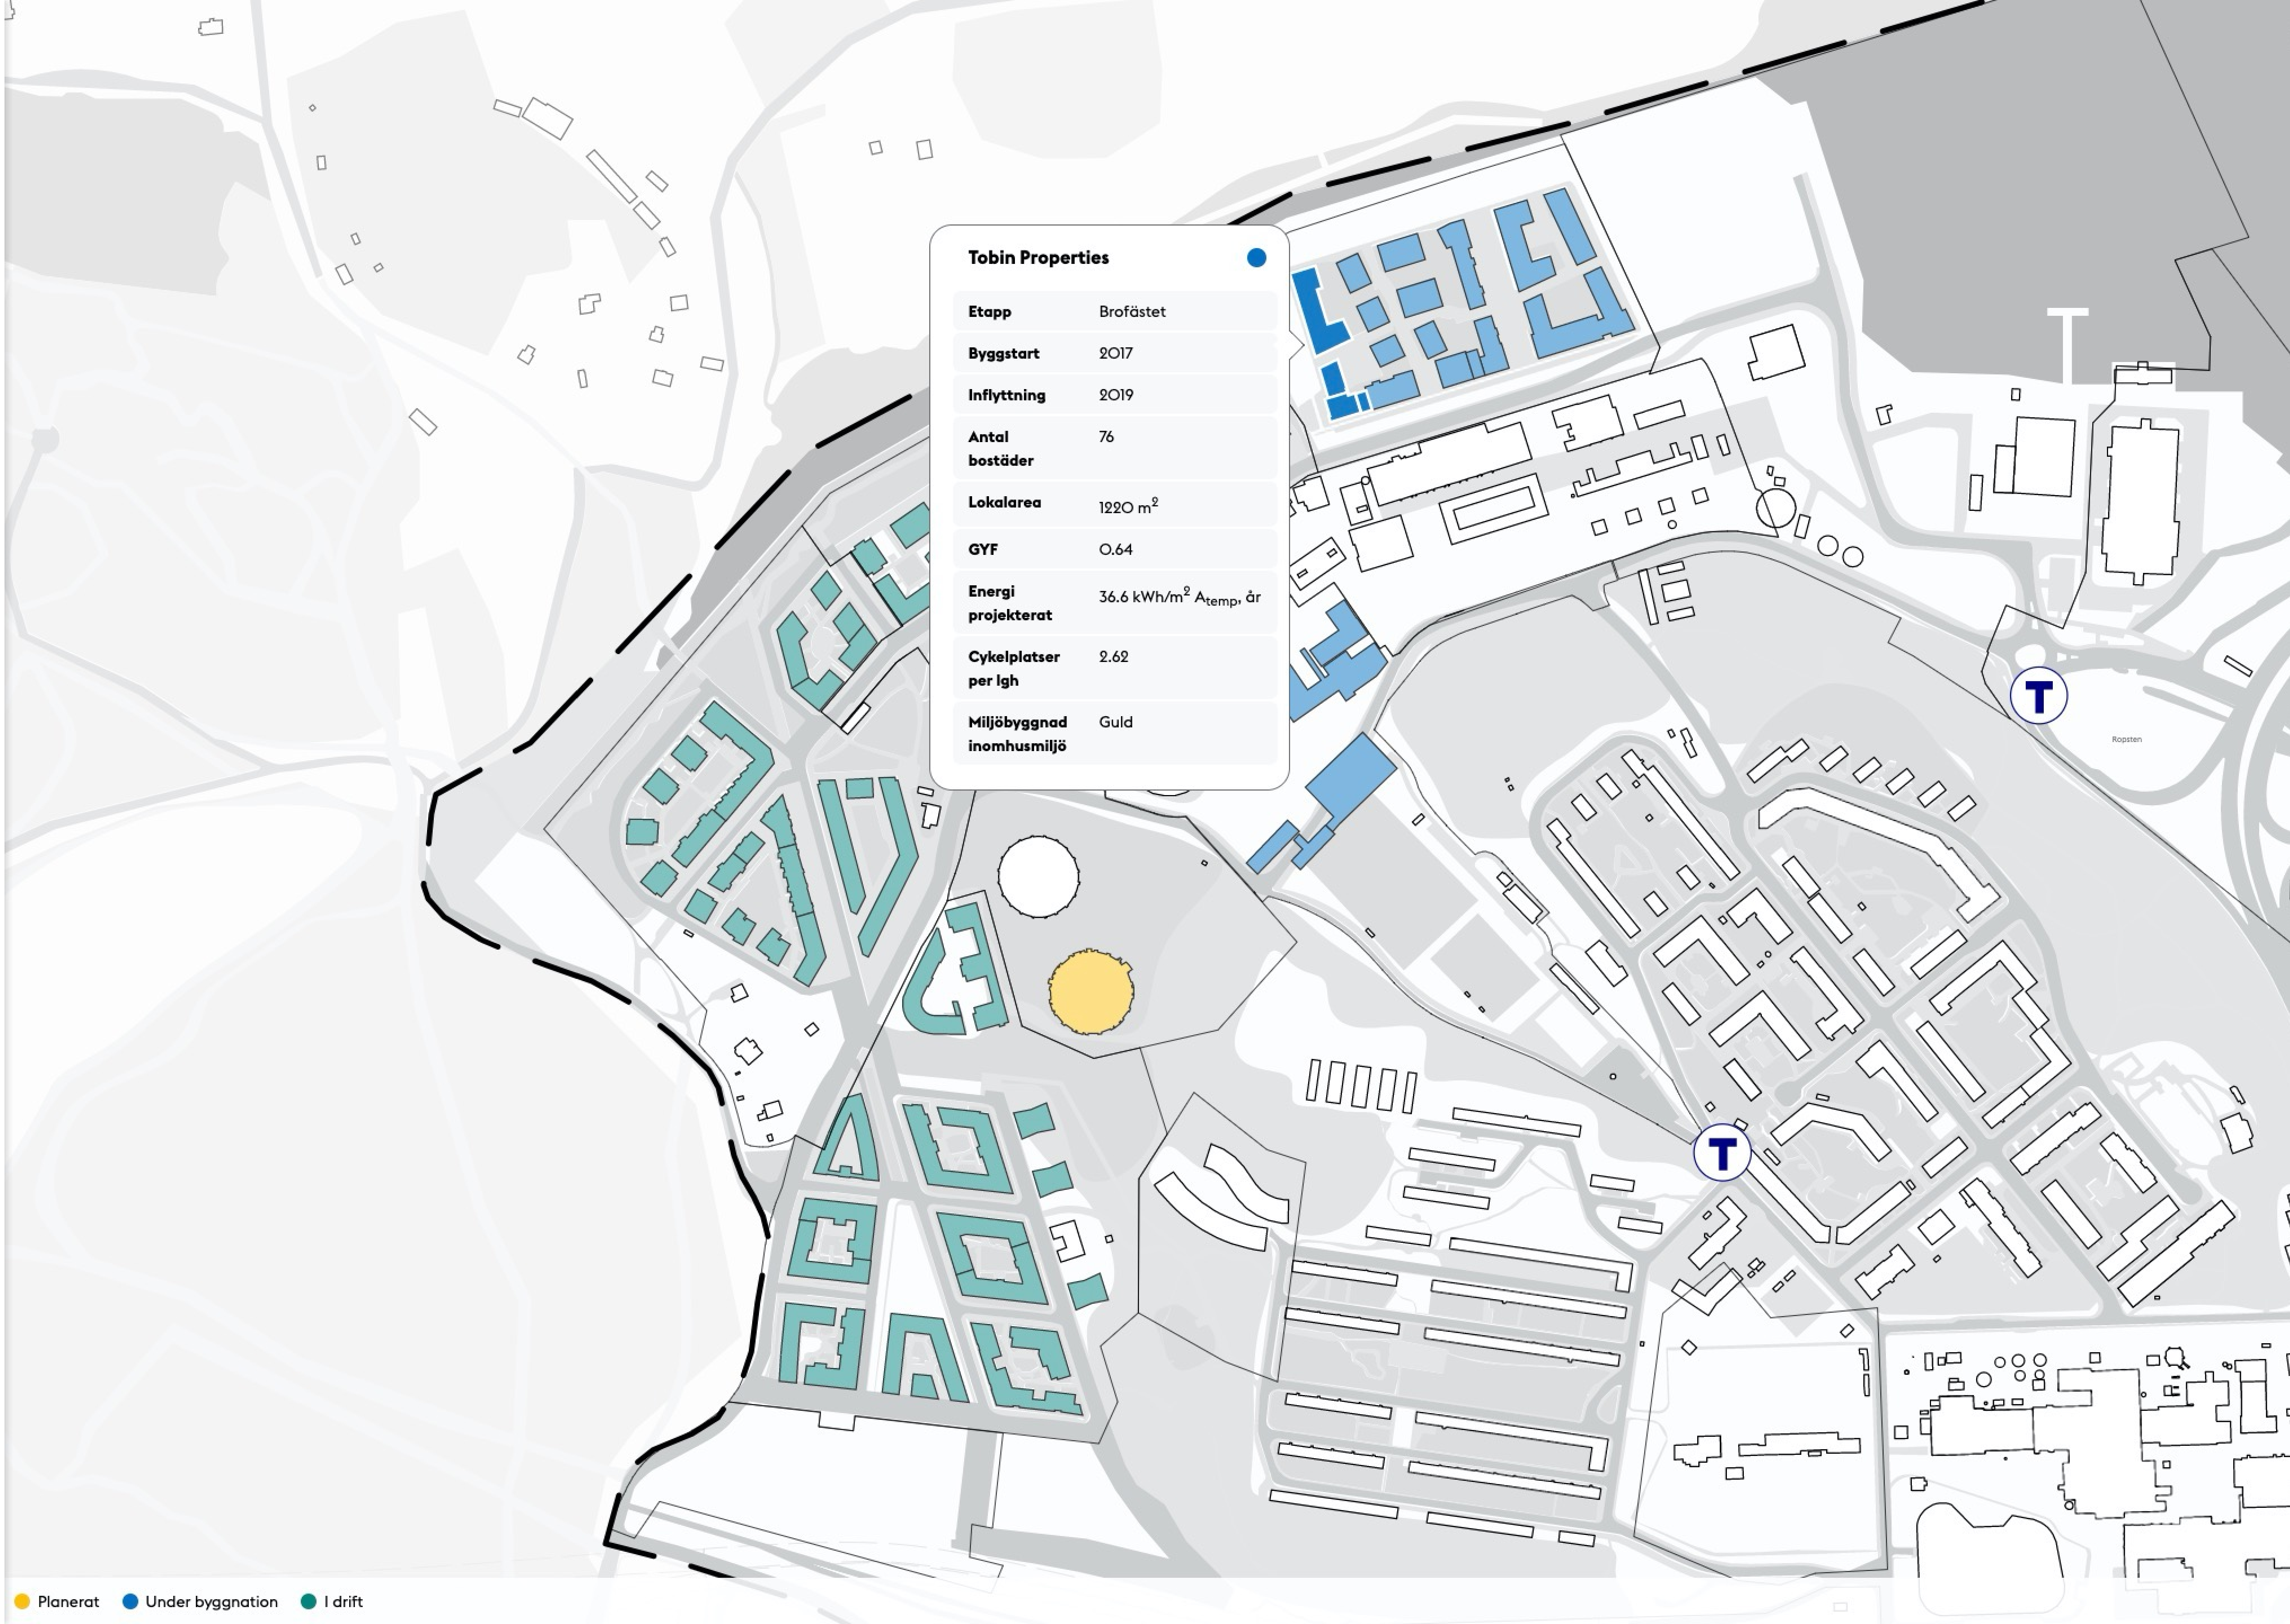 Tobin Properties
Etapp Brofästet
Byggstart 2017
Inflyttning 2019
Antal bostäder 76
Lokalarea 1220 m²
GYF 0.64
Energi projekterat 36.6 kWh/m² Atemp, år
Cykelplatser per lgh 2.62
Miljöbyggnad inomhusmiljö Guld
T
Ropsten
T
Planerat Under byggnation I drift